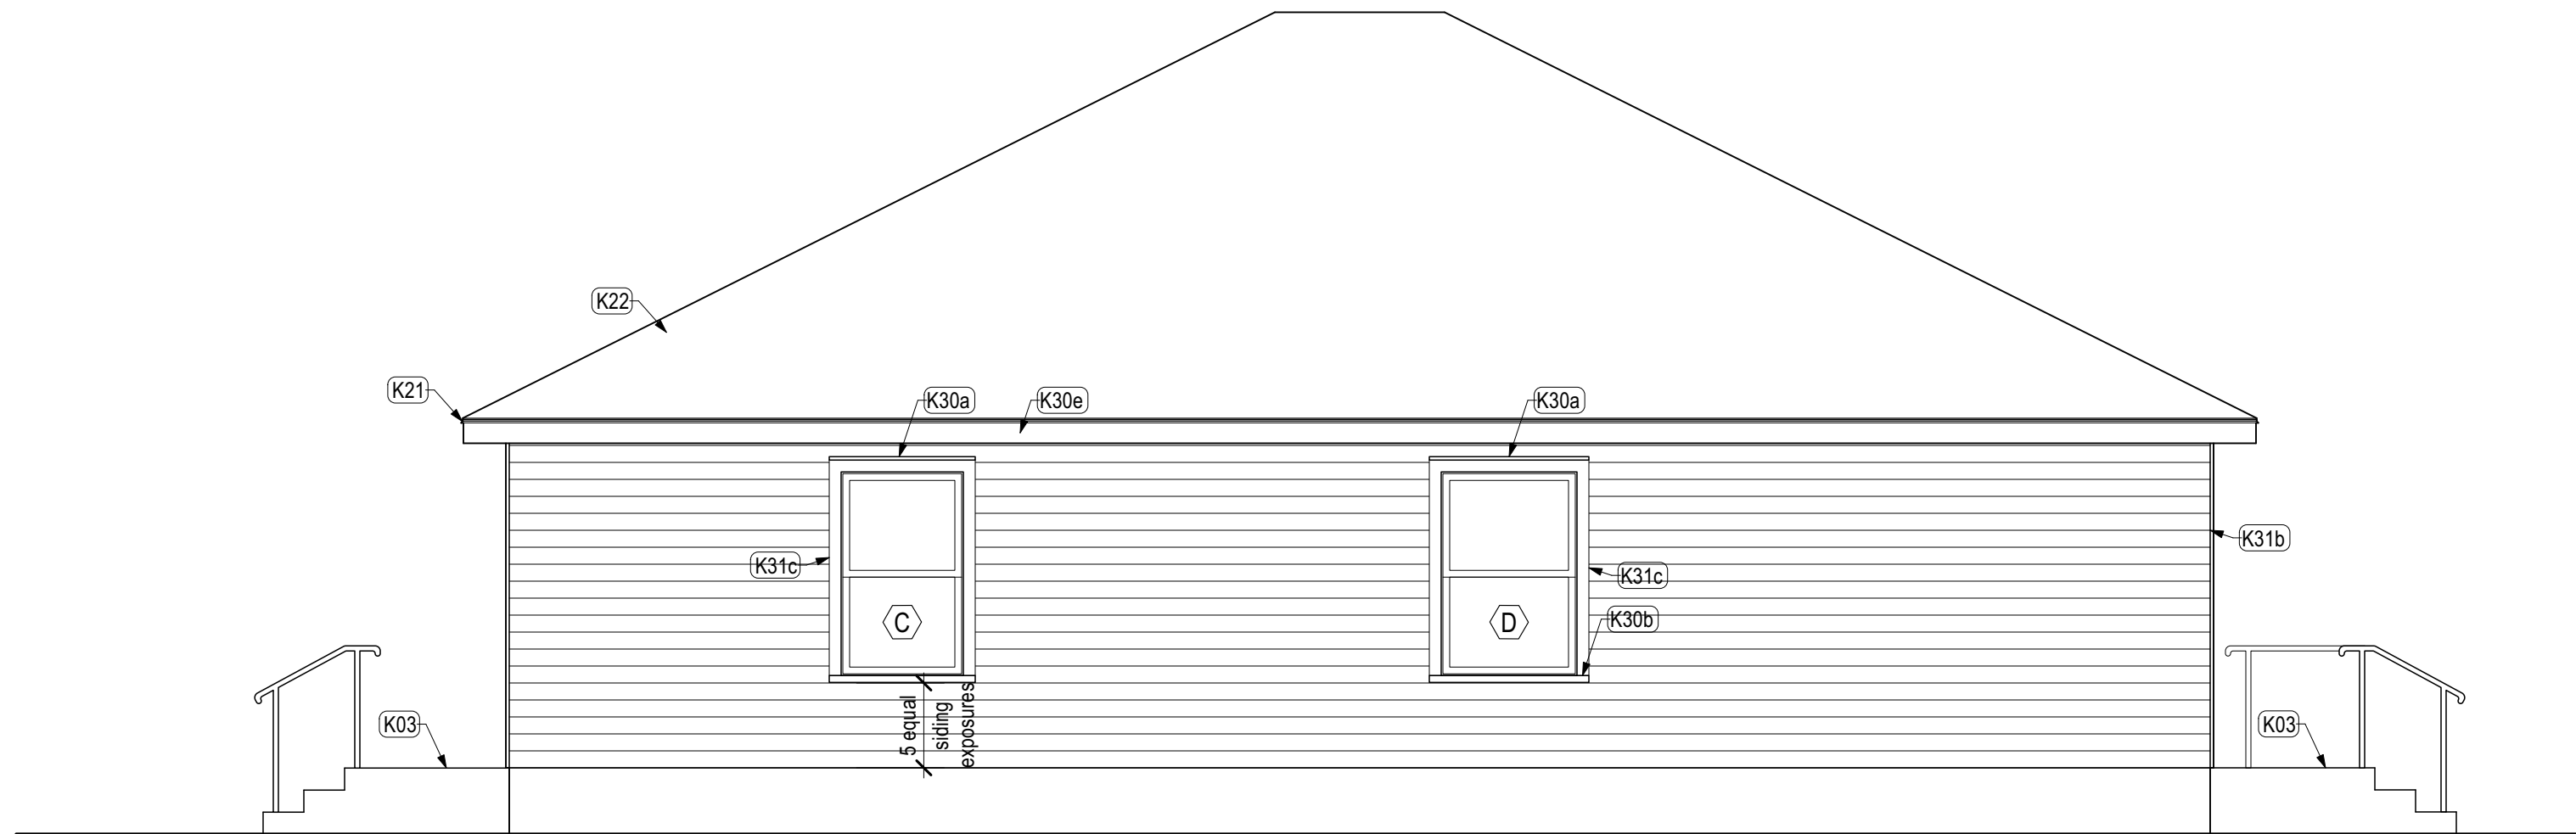 K22
K21
K30a
K30e
K30a
K31b
K31c
K31c
K30b
C
D
5 equal
siding
exposures
K03
K03